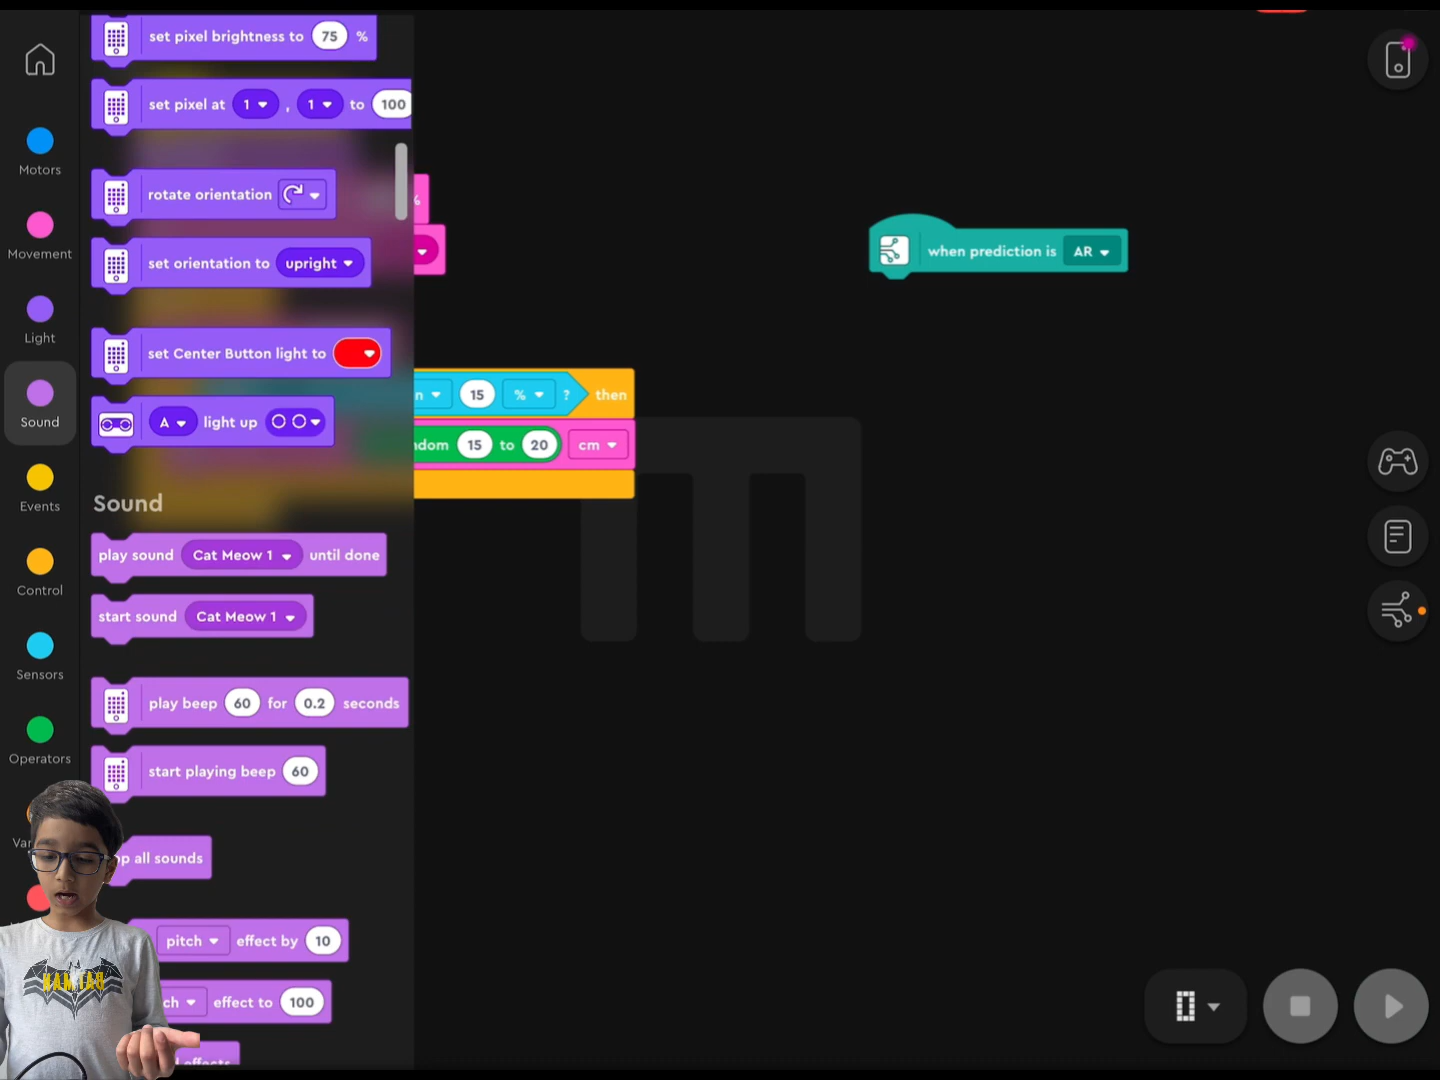 set pixel brightness to 75 %
set pixel at 1 , 1 to 100
Motors
rotate orientation
%
Movement
set orientation to upright
when prediction is AR
Light
set Center Button light to
15 % ? then
Sound
A light up
15 to 20 cm
Events
Sound
play sound Cat Meow 1 until done
Control
start sound Cat Meow 1
Sensors
play beep 60 for 0.2 seconds
Operators
start playing beep 60
all sounds
pitch effect by 10
effect to 100